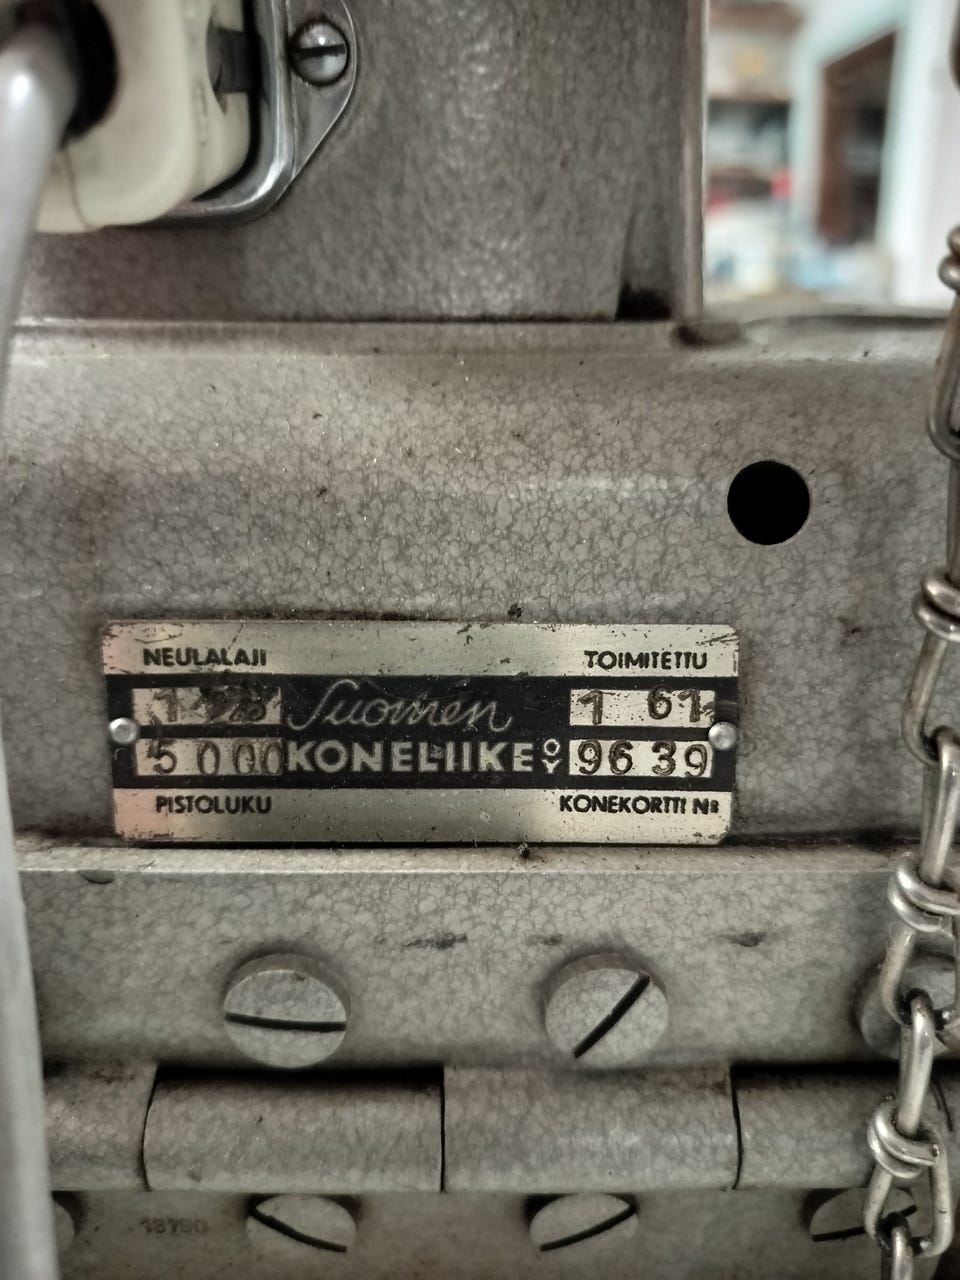 NEULALAJI TOIMITETTU
Suomen 1 61
5000 KONELIIKE OY 9639
PISTOLUKU KONEKORTTI Nº